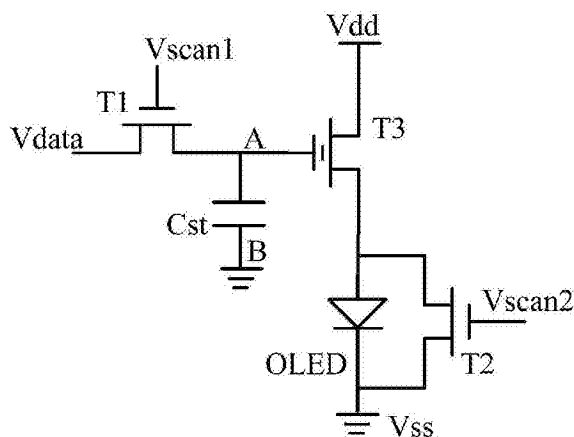 Vdd
Vscan1
T1
T3
Vdata
A
Cst
B
Vscan2
OLED
T2
Vss